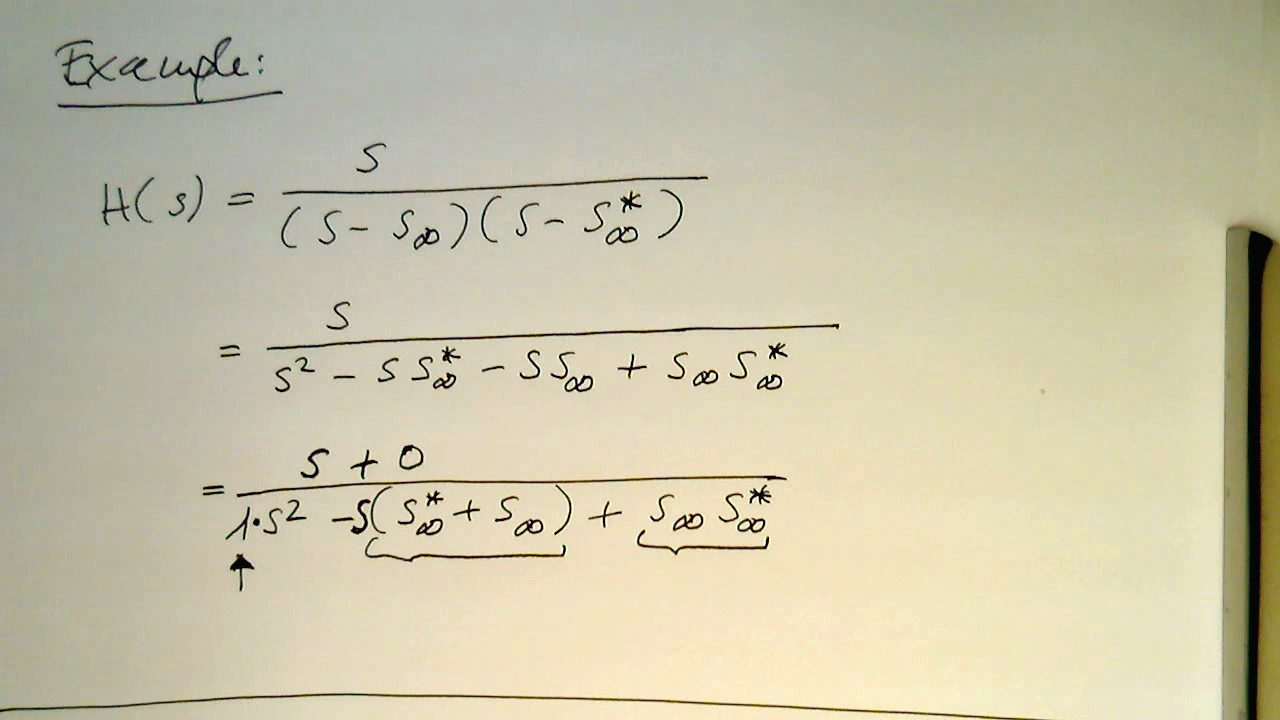 Example:
H(s) = s / ((s - s∞)(s - s∞*))
= s / (s² - s s∞* - s s∞ + s∞ s∞*)
= (s + 0) / (1·s² - s(s∞* + s∞) + s∞ s∞*)
↑